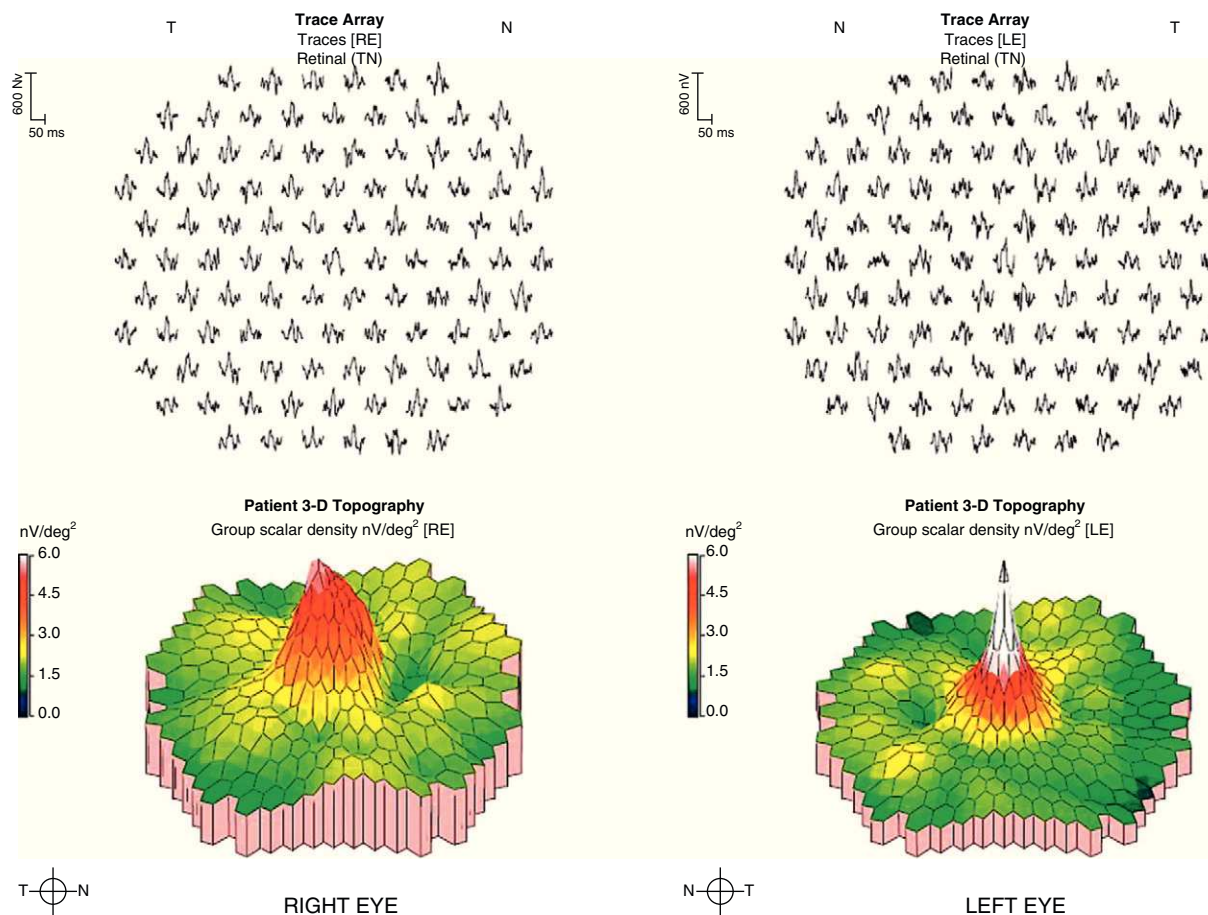 T
Trace Array
N
Traces [RE]
Retinal (TN)
600 Nv
50 ms
N
Trace Array
T
Traces [LE]
Retinal (TN)
600 nV
50 ms
Patient 3-D Topography
Group scalar density nV/deg² [RE]
nV/deg²
6.0
4.5
3.0
1.5
0.0
Patient 3-D Topography
Group scalar density nV/deg² [LE]
nV/deg²
6.0
4.5
3.0
1.5
0.0
T N
RIGHT EYE
N T
LEFT EYE